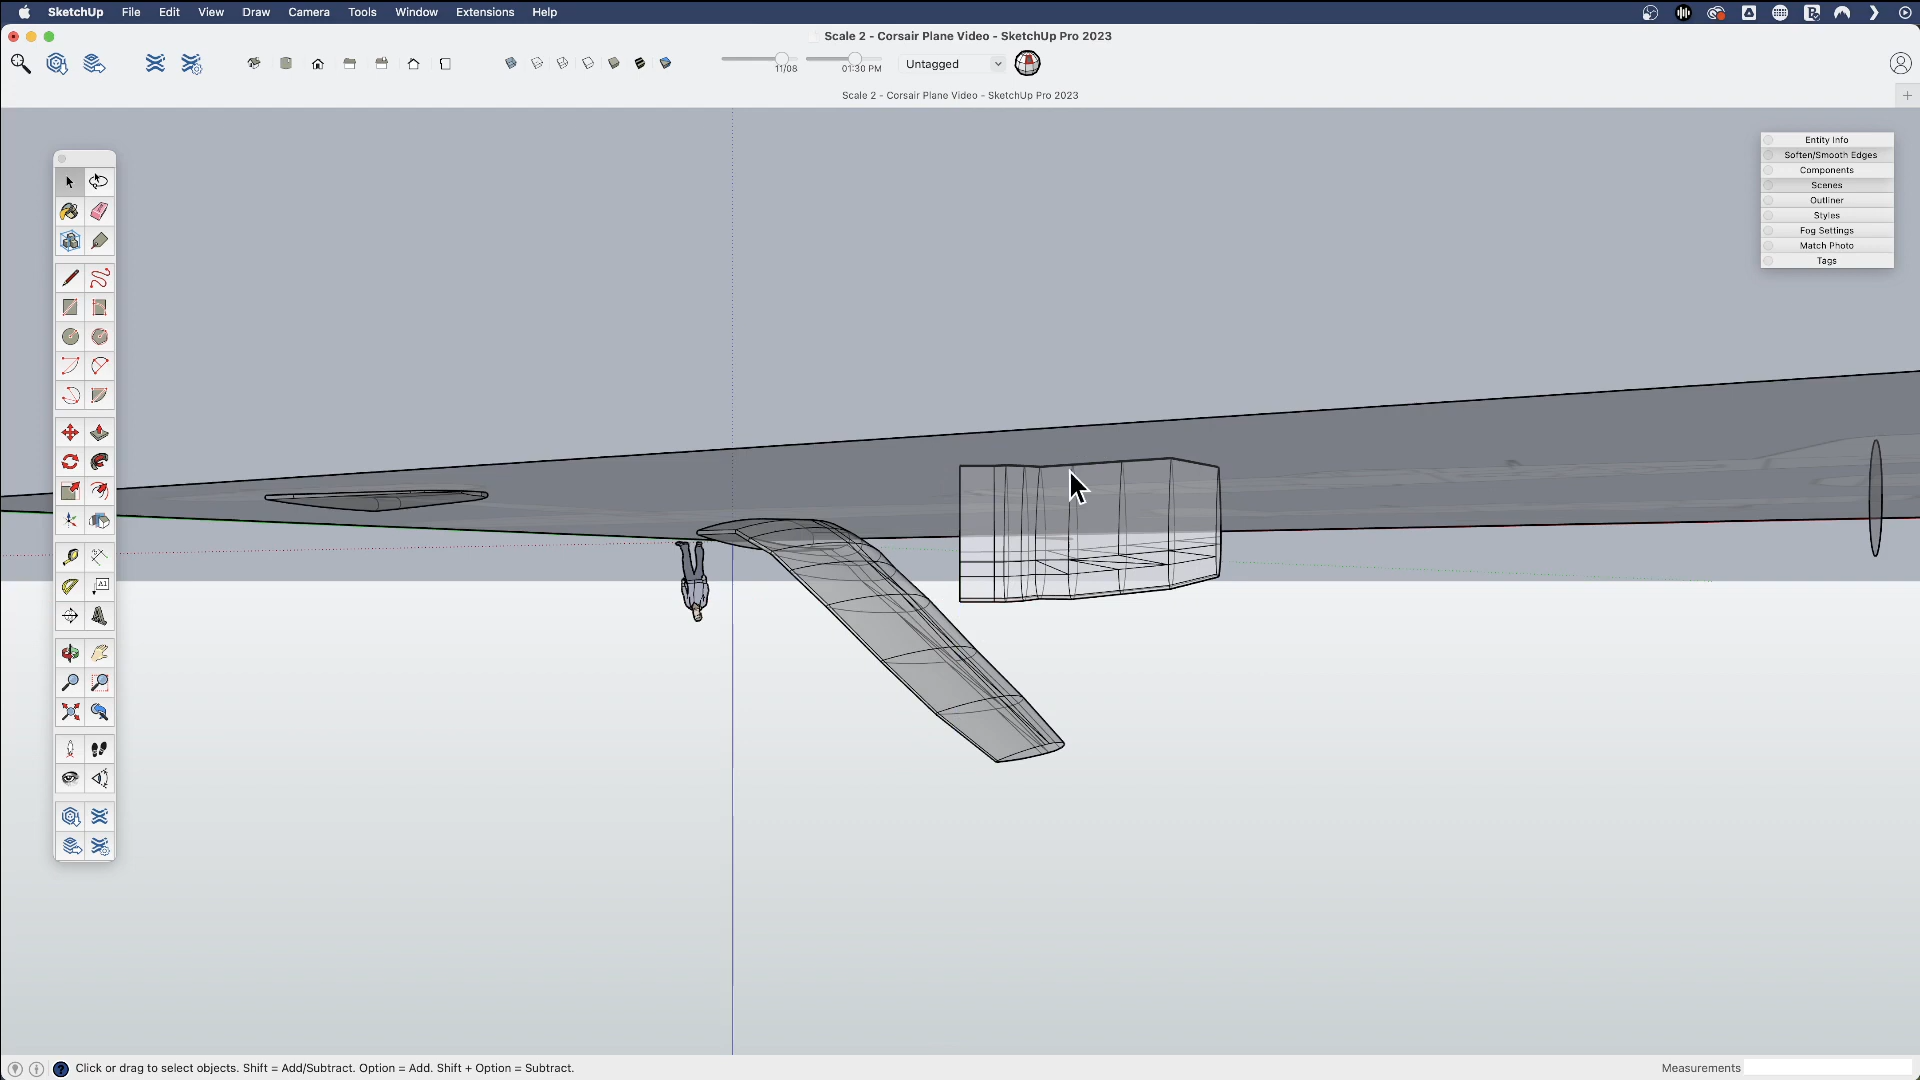 SketchUp File Edit View Draw Camera Tools Window Extensions Help
Scale 2 - Corsair Plane Video - SketchUp Pro 2023
11/08 01:30 PM Untagged
Scale 2 - Corsair Plane Video - SketchUp Pro 2023
Entity Info
Soften/Smooth Edges
Components
Scenes
Outliner
Styles
Fog Settings
Match Photo
Tags
A1
Click or drag to select objects. Shift = Add/Subtract. Option = Add. Shift + Option = Subtract.
Measurements